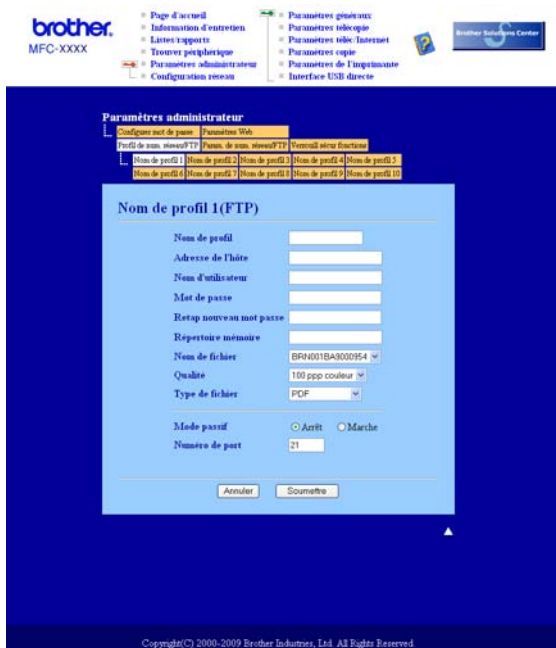 brother.
MFC-XXXX
Page d'accueil
Information d'entretien
Listes/rapports
Trouver périphérique
Paramètres administrateur
Configuration réseau
Paramètres généraux
Paramètres télécopie
Paramètres téléc/Internet
Paramètres copie
Paramètres de l'imprimante
Interface USB directe
Brother Solutions Center
Paramètres administrateur
Configurer mot de passe Paramètres Web
Profil de num. réseau/FTP Param. de num. réseau/FTP Verrouill sécur fonctions
Nom de profil 1 Nom de profil 2 Nom de profil 3 Nom de profil 4 Nom de profil 5
Nom de profil 6 Nom de profil 7 Nom de profil 8 Nom de profil 9 Nom de profil 10
Nom de profil 1(FTP)
Nom de profil
Adresse de l'hôte
Nom d'utilisateur
Mot de passe
Retap nouveau mot passe
Répertoire mémoire
Nom de fichier BRN001BA9000954
Qualité 100 ppp couleur
Type de fichier PDF
Mode passif Arrêt Marche
Numéro de port 21
Annuler Soumettre
Copyright(C) 2000-2009 Brother Industries, Ltd. All Rights Reserved.